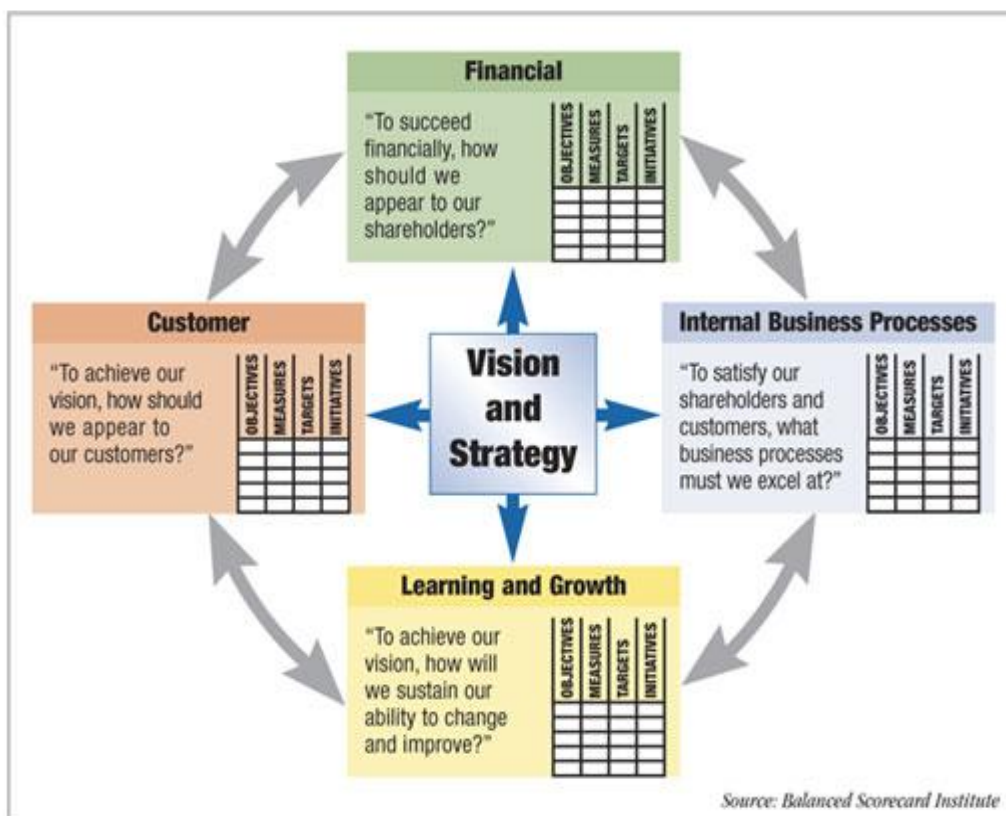 Financial
“To succeed
financially, how
should we
appear to our
shareholders?”
OBJECTIVES
MEASURES
TARGETS
INITIATIVES
Customer
“To achieve our
vision, how should
we appear to
our customers?”
OBJECTIVES
MEASURES
TARGETS
INITIATIVES
Vision
and
Strategy
Internal Business Processes
“To satisfy our
shareholders and
customers, what
business processes
must we excel at?”
OBJECTIVES
MEASURES
TARGETS
INITIATIVES
Learning and Growth
“To achieve our
vision, how will
we sustain our
ability to change
and improve?”
OBJECTIVES
MEASURES
TARGETS
INITIATIVES
Source: Balanced Scorecard Institute